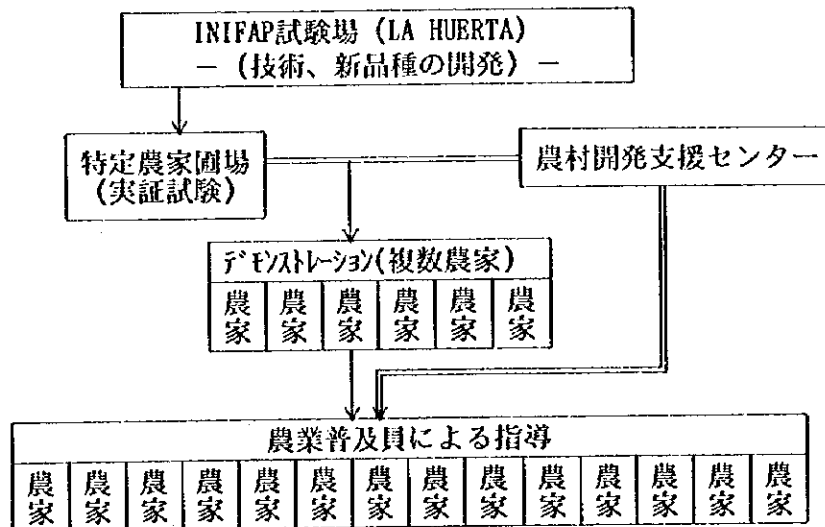 INIFAP試験場 (LA HUERTA)
－ (技術、新品種の開発) －
特定農家圃場
(実証試験)
農村開発支援センター
デモンストレーション(複数農家)
農家 農家 農家 農家 農家 農家
農業普及員による指導
農家 農家 農家 農家 農家 農家 農家 農家 農家 農家 農家 農家 農家 農家